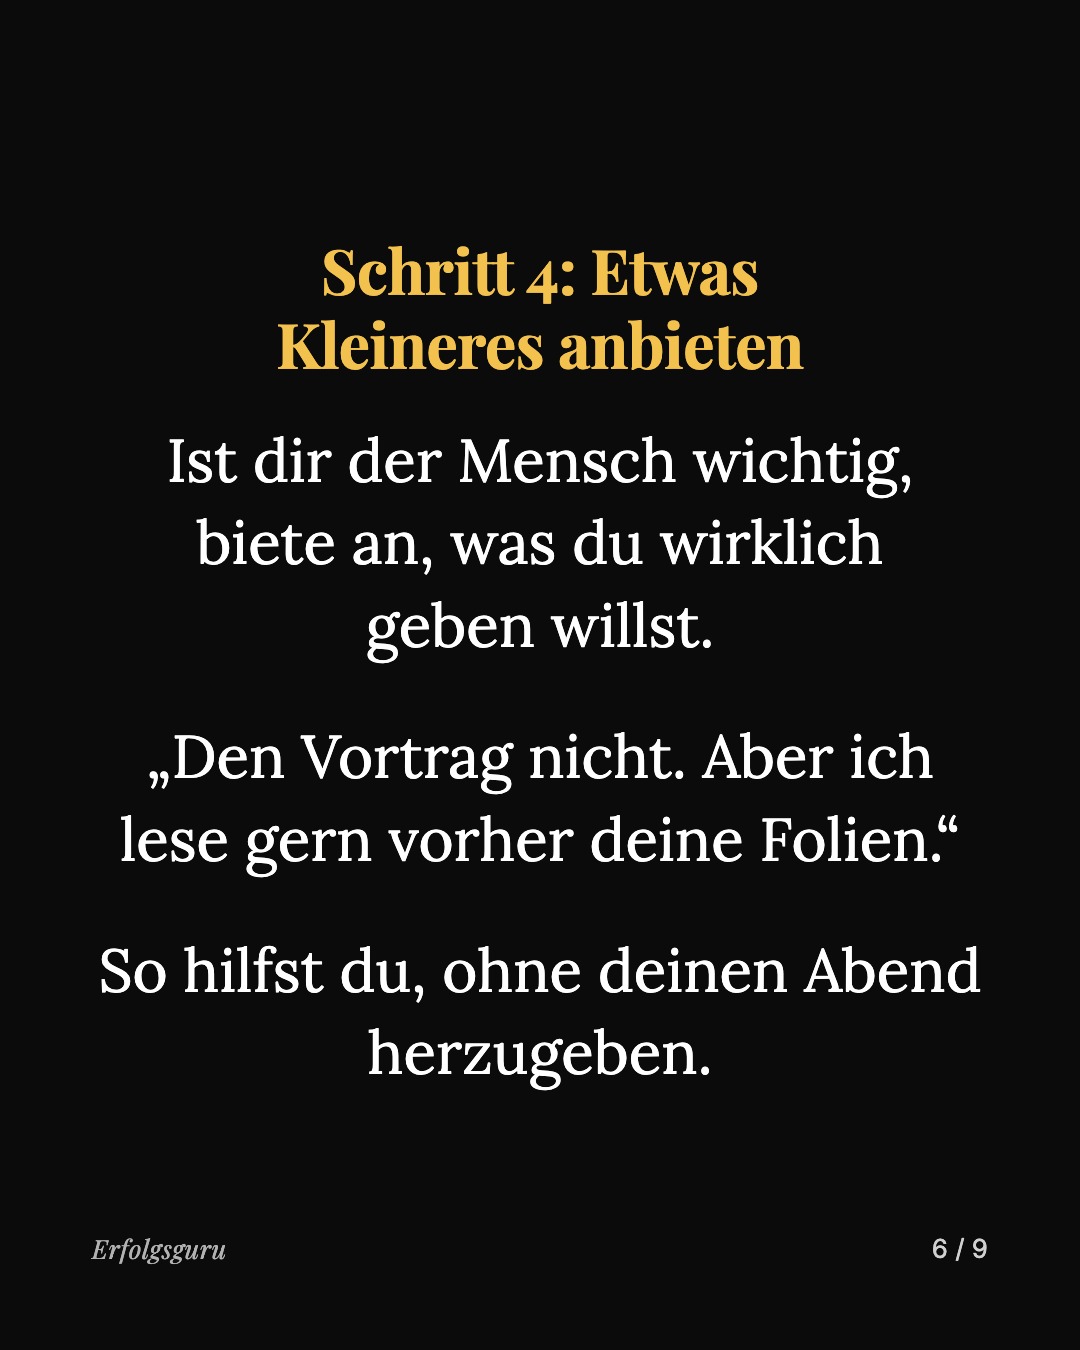 Schritt 4: Etwas
Kleineres anbieten
Ist dir der Mensch wichtig,
biete an, was du wirklich
geben willst.
„Den Vortrag nicht. Aber ich
lese gern vorher deine Folien.“
So hilfst du, ohne deinen Abend
herzugeben.
Erfolgsguru
6 / 9